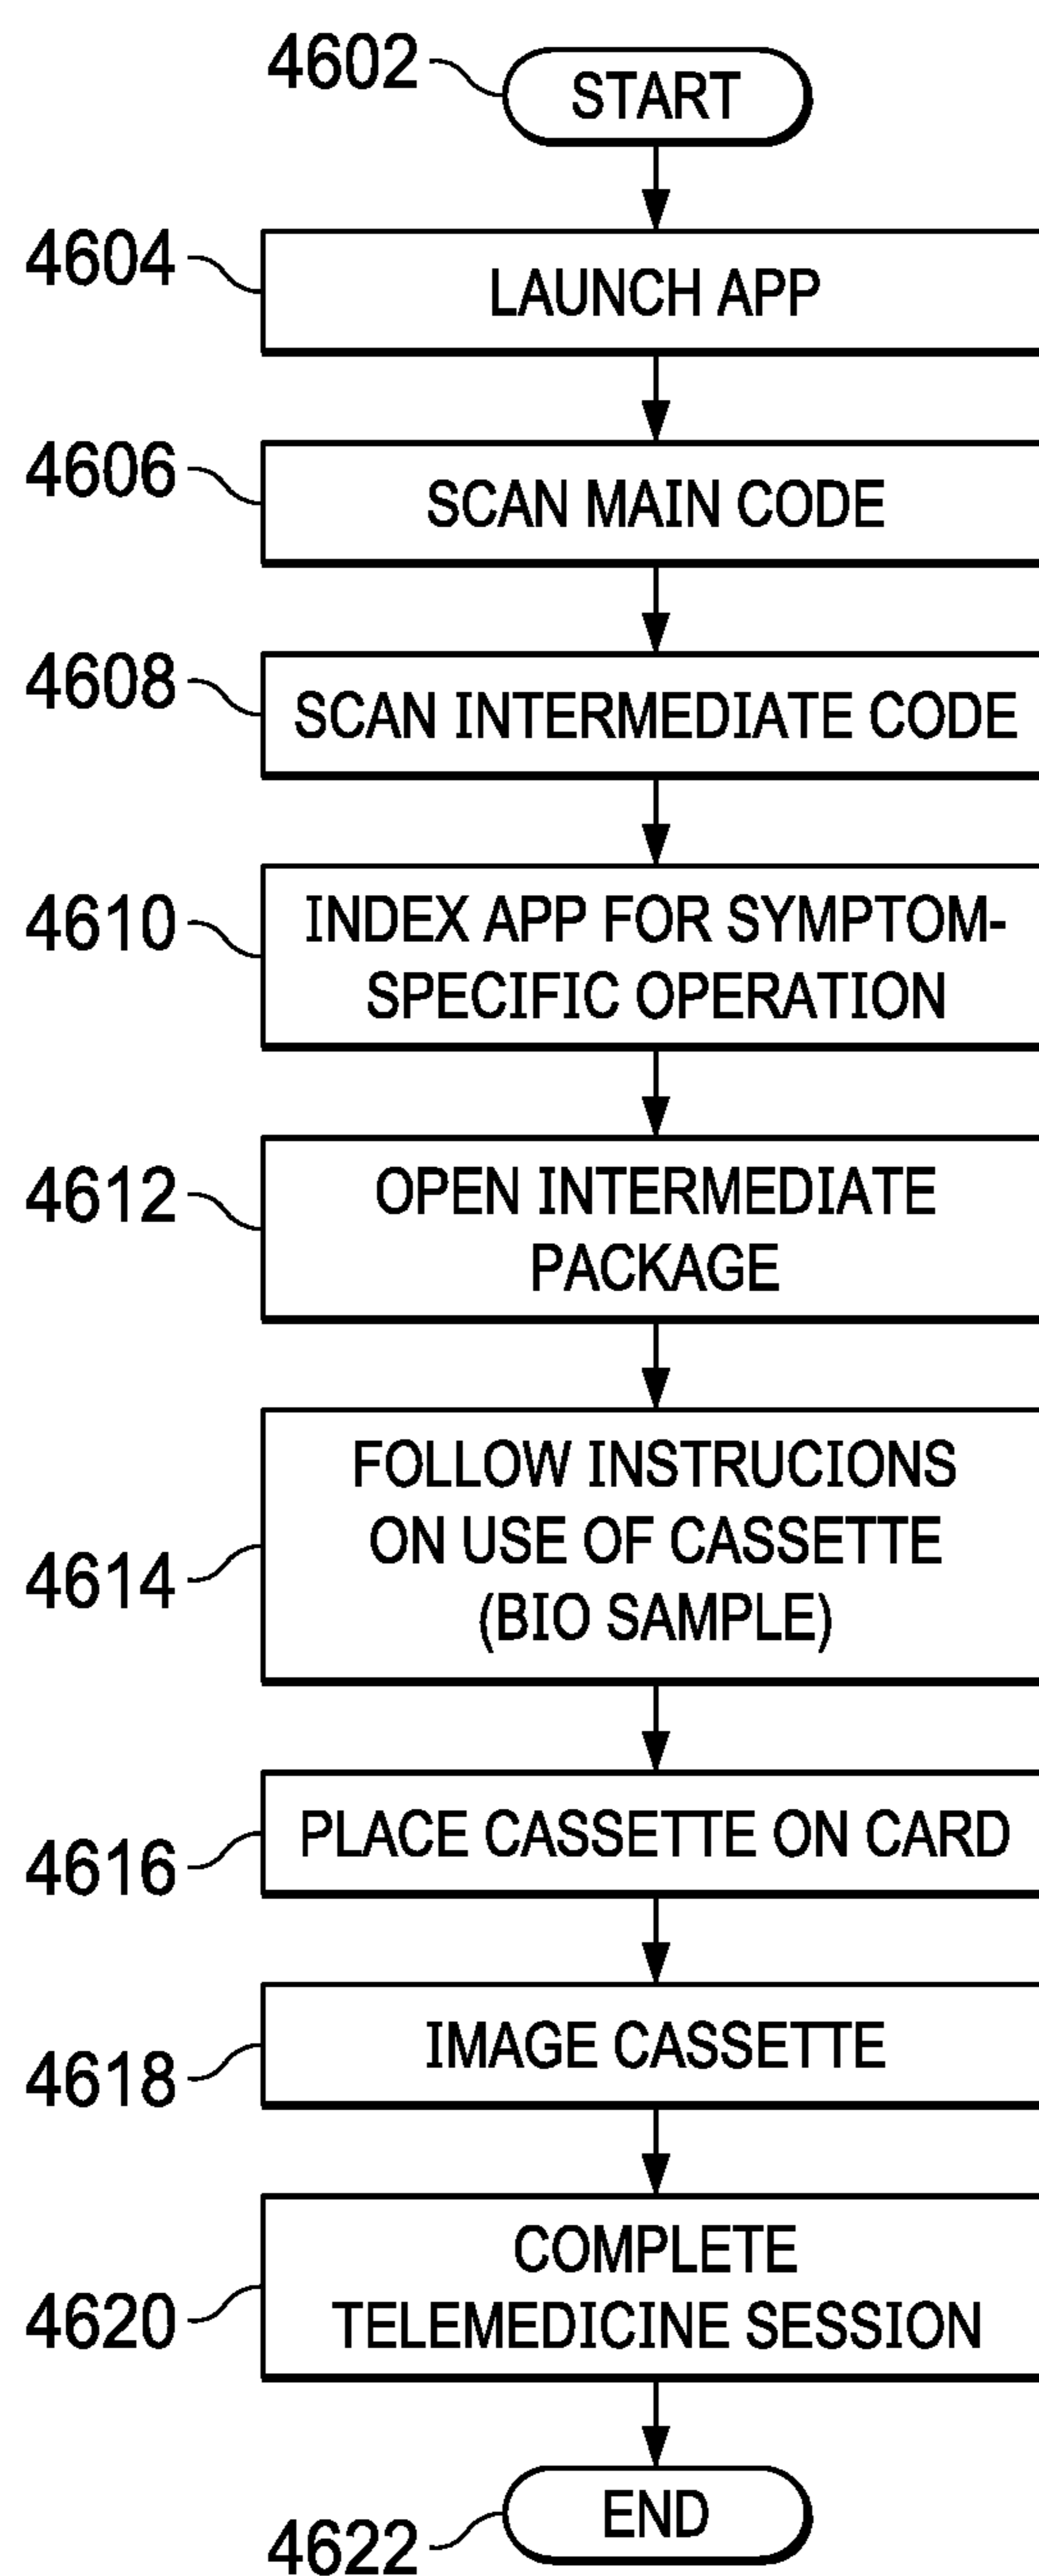 4602
START
4604
LAUNCH APP
4606
SCAN MAIN CODE
4608
SCAN INTERMEDIATE CODE
4610
INDEX APP FOR SYMPTOM-
SPECIFIC OPERATION
4612
OPEN INTERMEDIATE
PACKAGE
4614
FOLLOW INSTRUCIONS
ON USE OF CASSETTE
(BIO SAMPLE)
4616
PLACE CASSETTE ON CARD
4618
IMAGE CASSETTE
4620
COMPLETE
TELEMEDICINE SESSION
4622
END